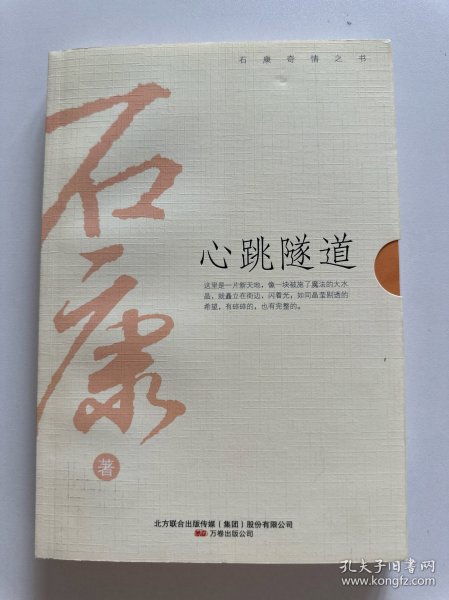 石康寄情之书
石康
著
心跳隧道
这里是一片新天地，像一块被施了魔法的大水
晶，就矗立在街边，闪着光，如同晶莹剔透的
希望，有碎碎的，也有完整的。
北方联合出版传媒（集团）股份有限公司
万卷出版公司
孔夫子旧书网
www.kongfz.com